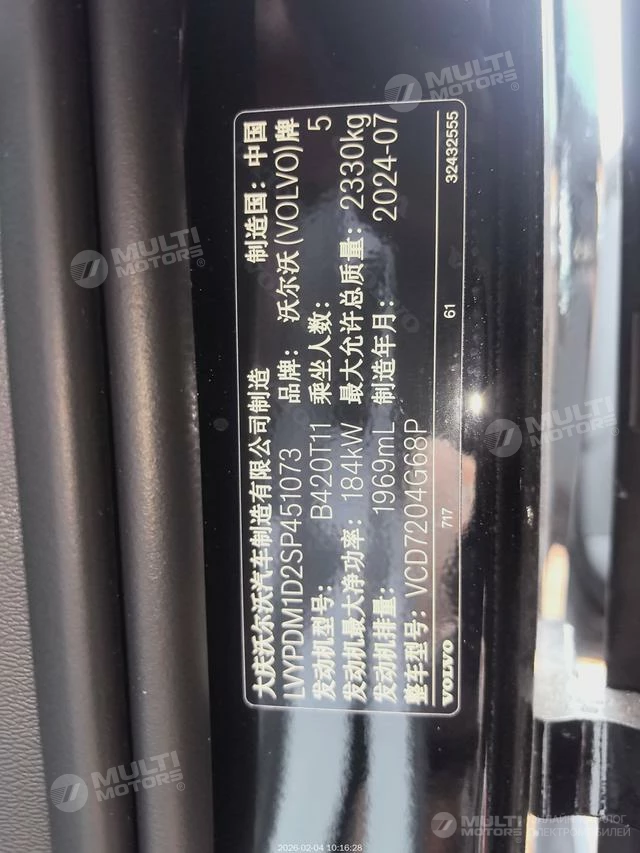 大庆沃尔沃汽车制造有限公司制造 制造国：中国
LVYPDM1D2SP451073 品牌：沃尔沃(VOLVO)牌
发动机型号：B420T11 乘坐人数：5
发动机最大净功率：184kW 最大允许总质量：2330kg
发动机排量：1969mL 制造年月：2024-07
整车型号：VCD7204G68P
VOLVO 717 61 32432555
MULTI
MOTORS®
MULTI
MOTORS®
MULTI
MOTORS®
MULTI
MOTORS®
MULTI
MOTORS
ОНЛАЙН-КАТАЛОГ
ЭЛЕКТРОМОБИЛЕЙ
2026-02-04 10:16:28